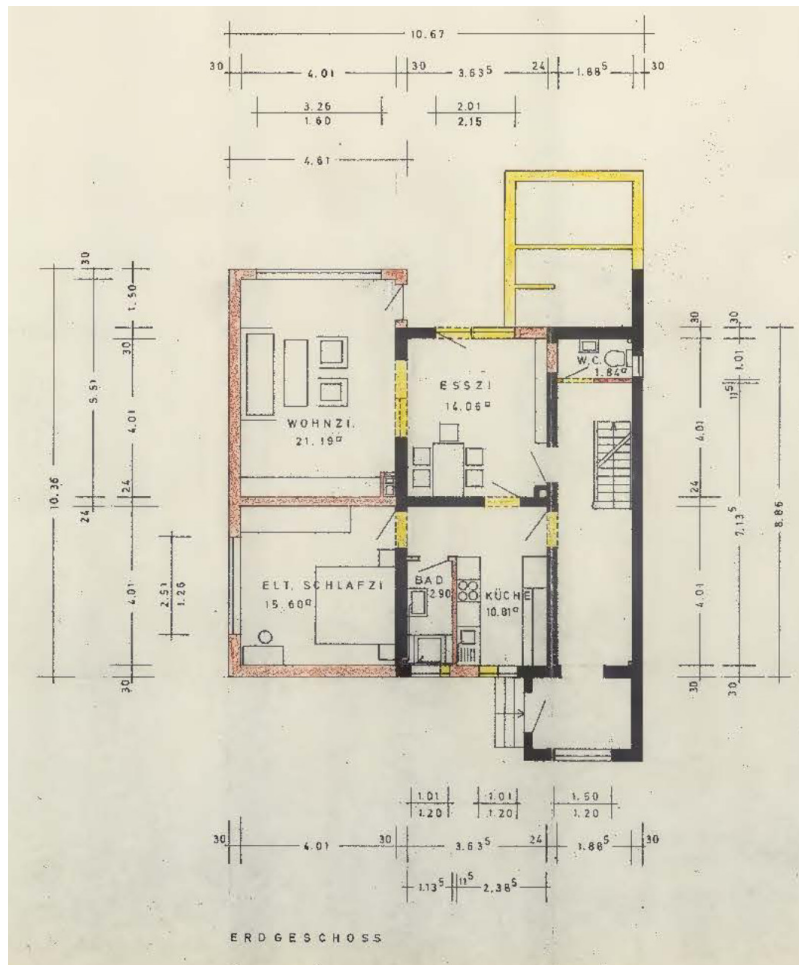 10.67
30 4.01 30 3.63⁵ 24 1.88⁵ 30
3.26 2.01
1.60 2.15
4.61
30
1.50
30
5.51
4.01
10.36
24
24
4.01
2.51
1.26
30
WOHNZI.
21.19□
ESSZI
14.06□
W.C.
1.84□
ELT. SCHLAFZI
15.60□
BAD
2.90
KÜCHE
10.81□
30
4.01
24
4.01
30
30
1.01
11⁵
7.13⁵
30
8.86
1.01 1.01 1.50
1.20 1.20 1.20
30 4.01 30 3.63⁵ 24 1.88⁵ 30
1.13⁵ 11⁵ 2.38⁵
ERDGESCHOSS